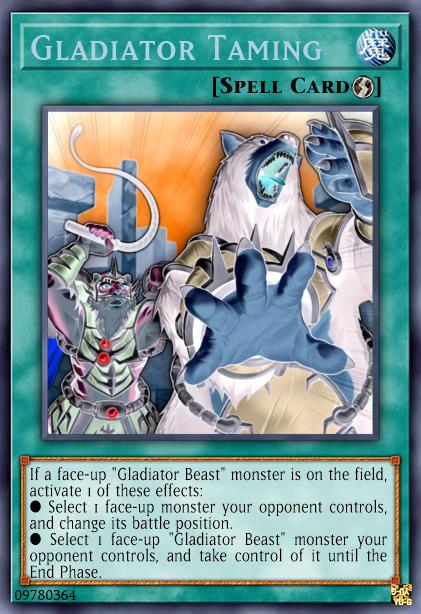 GLADIATOR TAMING
魔
[SPELL CARD]
If a face-up "Gladiator Beast" monster is on the field,
activate 1 of these effects:
● Select 1 face-up monster your opponent controls,
and change its battle position.
● Select 1 face-up "Gladiator Beast" monster your
opponent controls, and take control of it until the
End Phase.
09780364